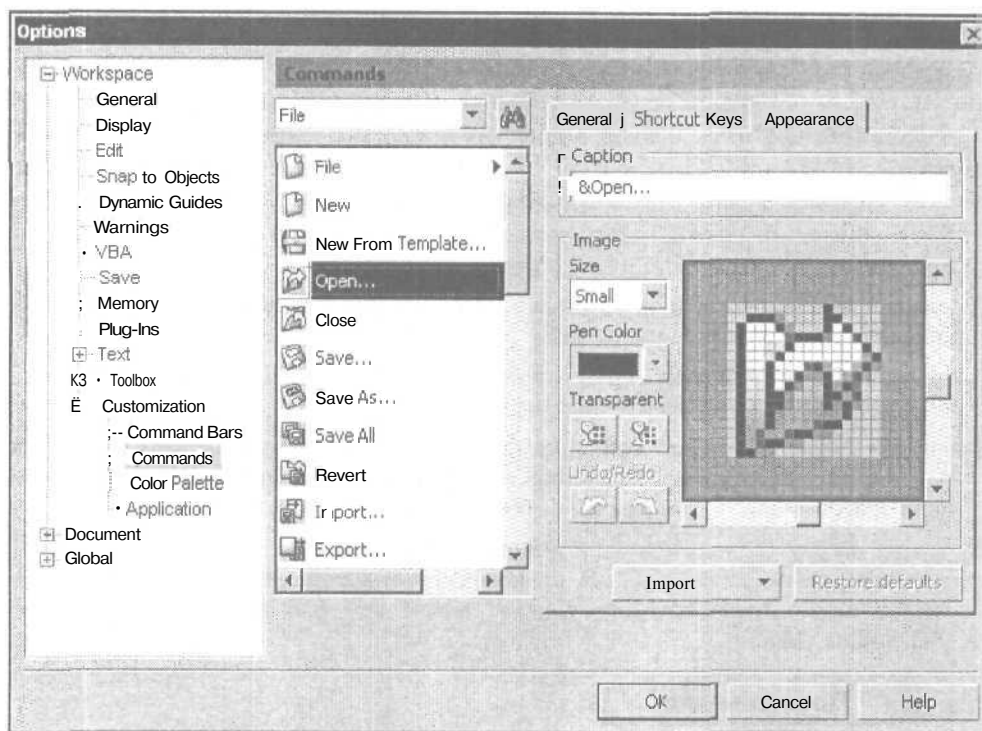 Options
Workspace
General
Display
Edit
Snap to Objects
Dynamic Guides
Warnings
VBA
Save
Memory
Plug-Ins
Text
K3 • Toolbox
Ë Customization
Command Bars
Commands
Color Palette
Application
Document
Global
Commands
File
File
New
New From Template...
Open...
Close
Save...
Save As...
Save All
Revert
Import...
Export...
General
Shortcut Keys
Appearance
Caption
&Open...
Image
Size
Small
Pen Color
Transparent
Undo/Redo
Import
Restore defaults
OK
Cancel
Help